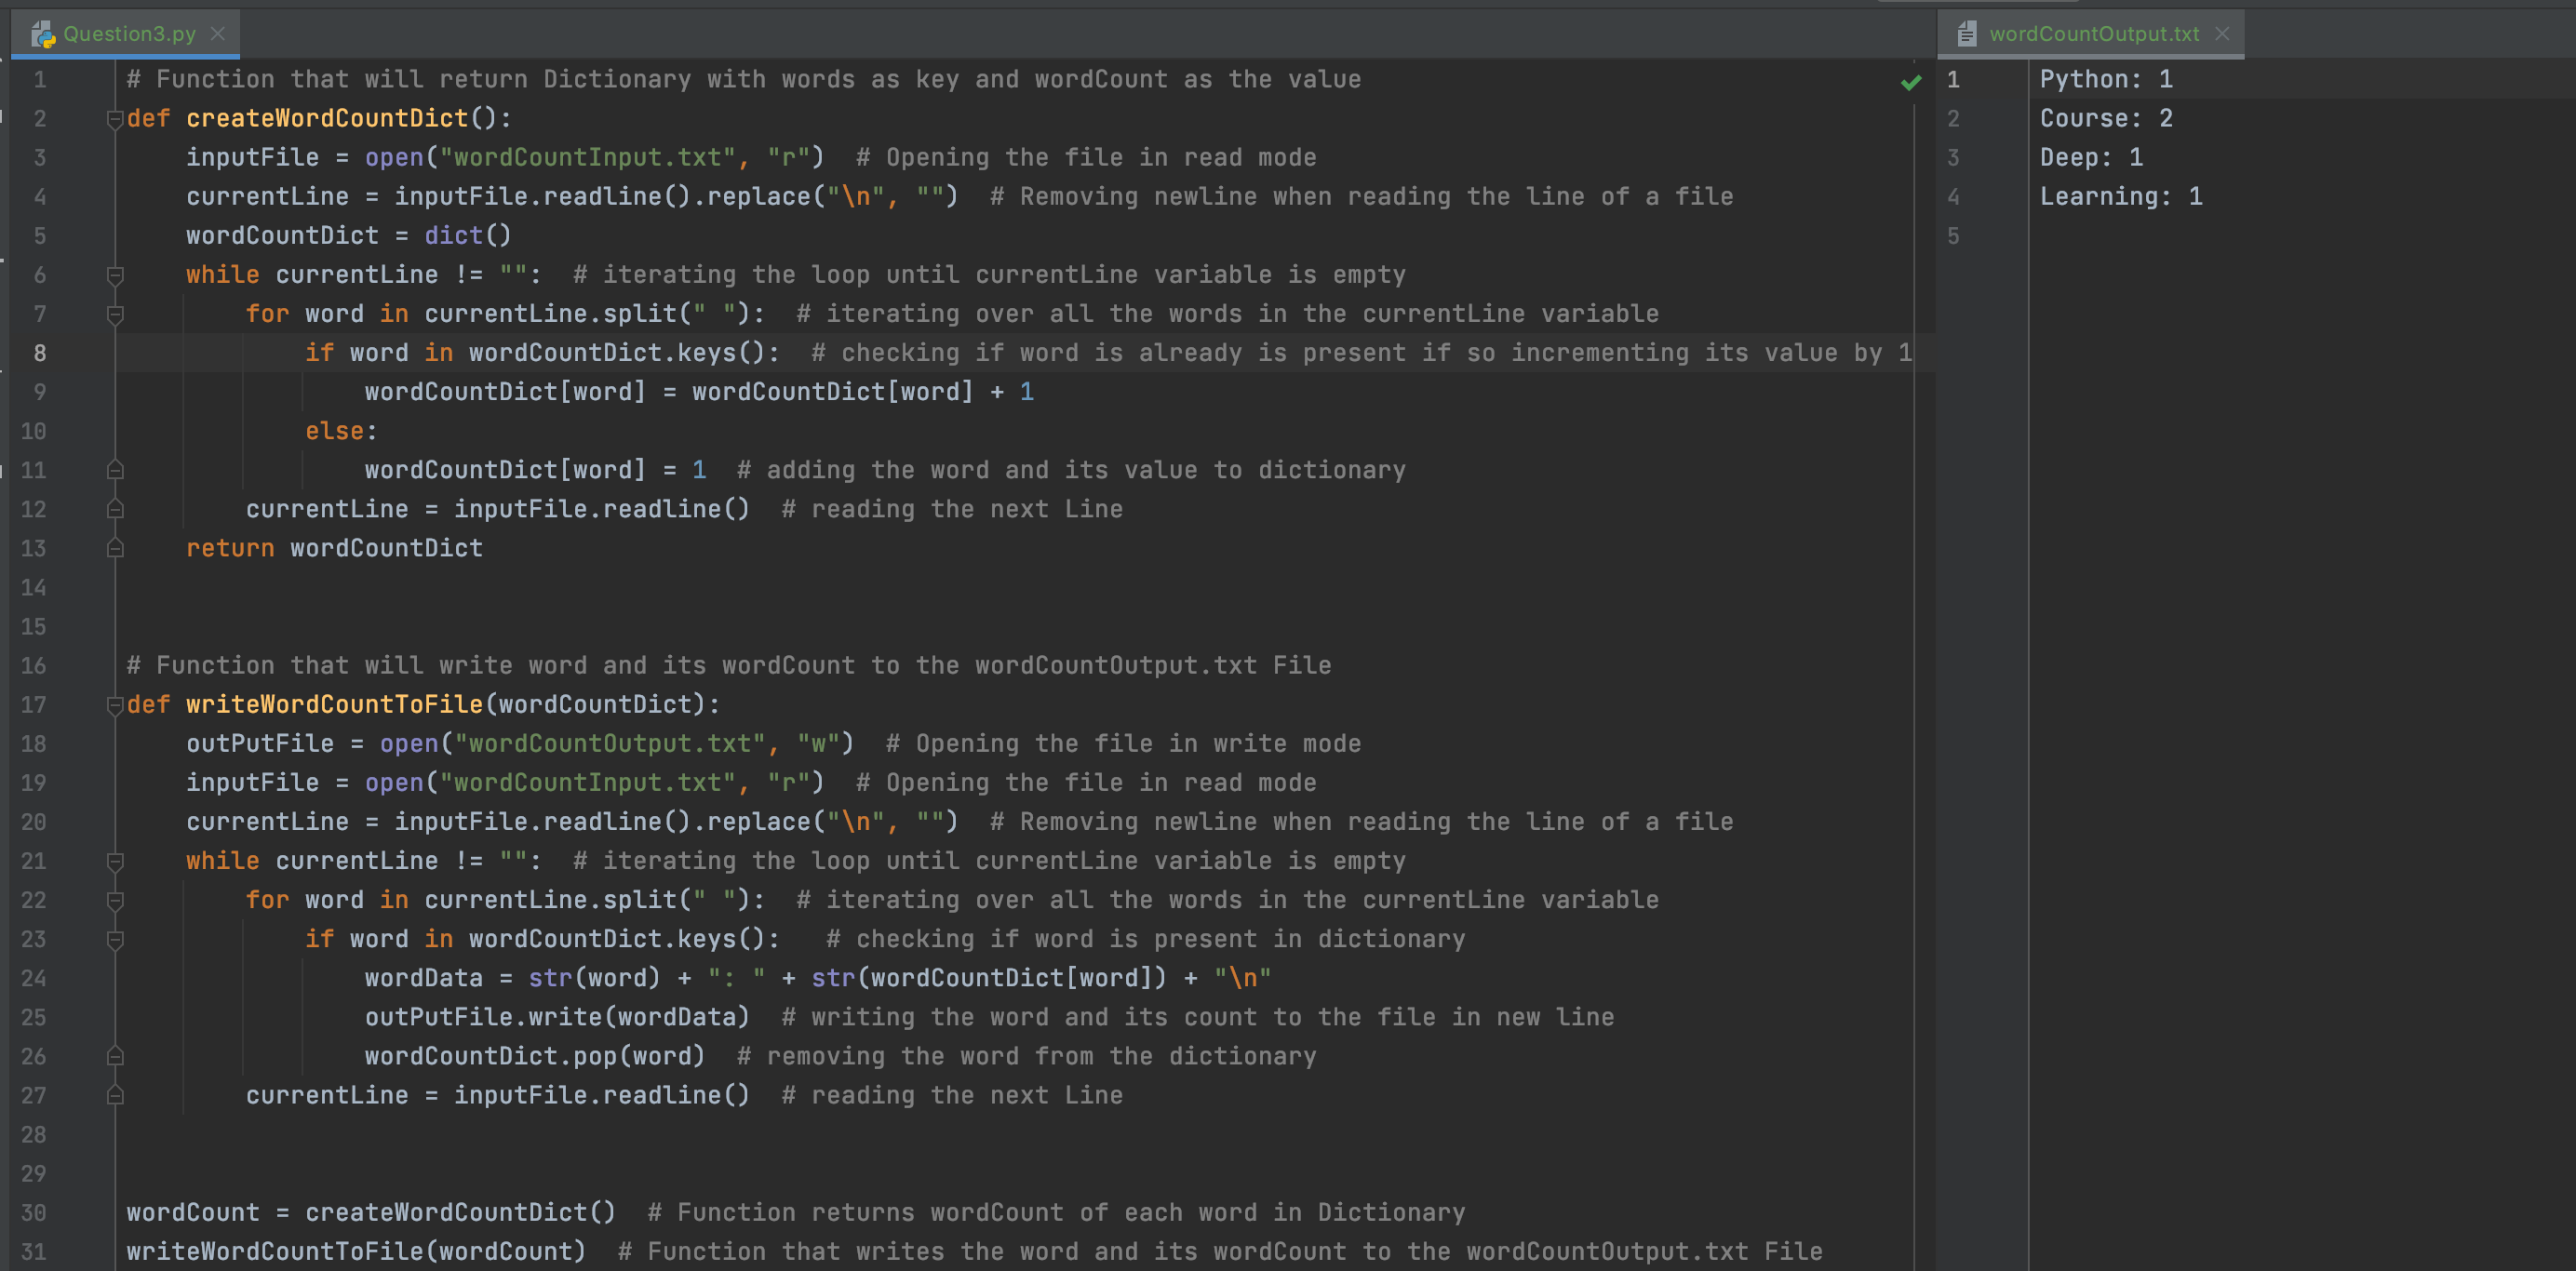 Question3.py
1 # Function that will return Dictionary with words as key and wordCount as the value
2 def createWordCountDict():
3     inputFile = open("wordCountInput.txt", "r")  # Opening the file in read mode
4     currentLine = inputFile.readline().replace("\n", "")  # Removing newline when reading the line of a file
5     wordCountDict = dict()
6     while currentLine != "":  # iterating the loop until currentLine variable is empty
7         for word in currentLine.split(" "):  # iterating over all the words in the currentLine variable
8             if word in wordCountDict.keys():  # checking if word is already is present if so incrementing its value by 1
9                 wordCountDict[word] = wordCountDict[word] + 1
10             else:
11                 wordCountDict[word] = 1  # adding the word and its value to dictionary
12         currentLine = inputFile.readline()  # reading the next Line
13     return wordCountDict
14
15
16 # Function that will write word and its wordCount to the wordCountOutput.txt File
17 def writeWordCountToFile(wordCountDict):
18     outPutFile = open("wordCountOutput.txt", "w")  # Opening the file in write mode
19     inputFile = open("wordCountInput.txt", "r")  # Opening the file in read mode
20     currentLine = inputFile.readline().replace("\n", "")  # Removing newline when reading the line of a file
21     while currentLine != "":  # iterating the loop until currentLine variable is empty
22         for word in currentLine.split(" "):  # iterating over all the words in the currentLine variable
23             if word in wordCountDict.keys():   # checking if word is present in dictionary
24                 wordData = str(word) + ": " + str(wordCountDict[word]) + "\n"
25                 outPutFile.write(wordData)  # writing the word and its count to the file in new line
26                 wordCountDict.pop(word)  # removing the word from the dictionary
27         currentLine = inputFile.readline()  # reading the next Line
28
29
30 wordCount = createWordCountDict()  # Function returns wordCount of each word in Dictionary
31 writeWordCountToFile(wordCount)  # Function that writes the word and its wordCount to the wordCountOutput.txt File
wordCountOutput.txt
1 Python: 1
2 Course: 2
3 Deep: 1
4 Learning: 1
5